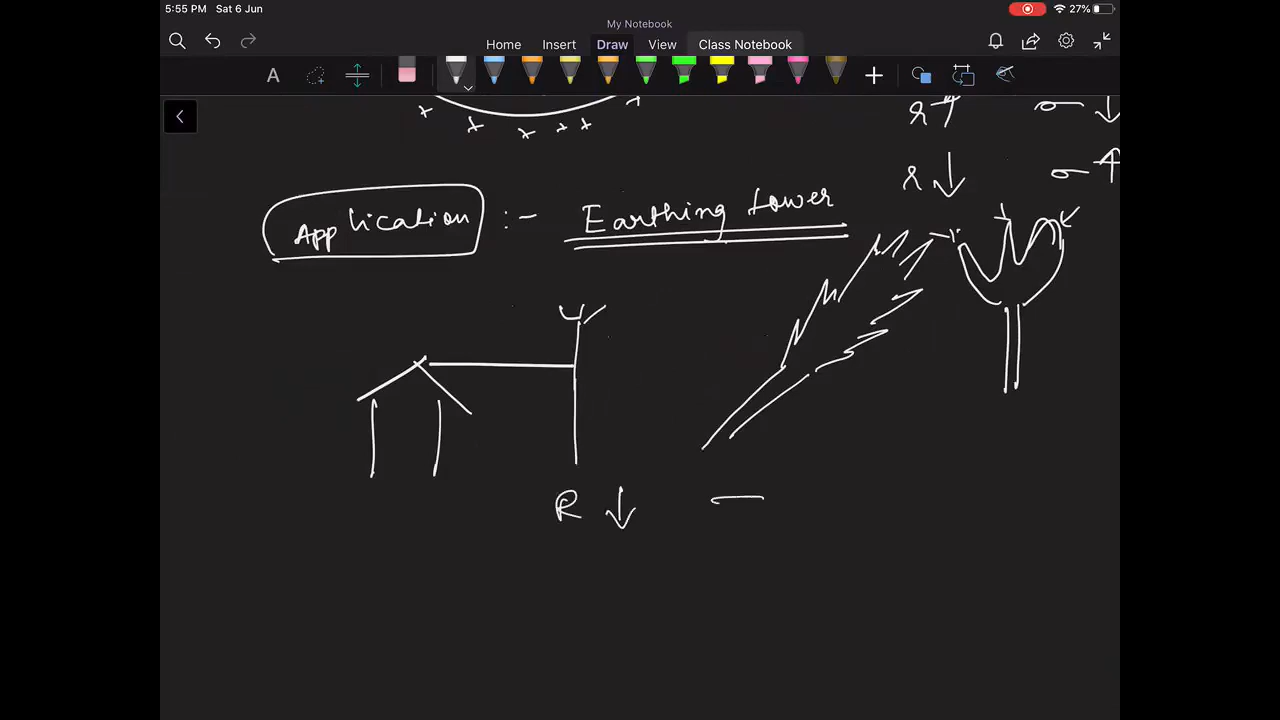 5:55 PM Sat 6 Jun
27%
My Notebook
Home Insert Draw View Class Notebook
A
r↑ σ↓
r↓ σ↑
Application :- Earthing tower
R ↓ —